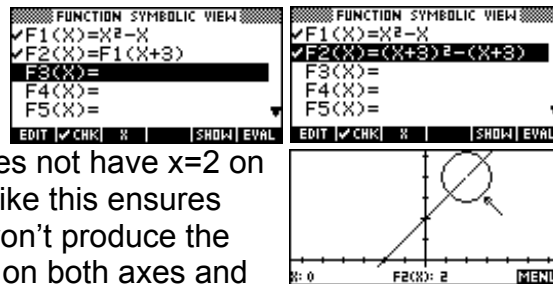 FUNCTION SYMBOLIC VIEW
✔F1(X)=X²-X
✔F2(X)=F1(X+3)
F3(X)=
F4(X)=
F5(X)=
EDIT ✔CHK X SHOW EVAL
FUNCTION SYMBOLIC VIEW
✔F1(X)=X²-X
✔F2(X)=(X+3)²-(X+3)
F3(X)=
F4(X)=
F5(X)=
EDIT ✔CHK X SHOW EVAL
es not have x=2 on
like this ensures
on't produce the
on both axes and
X: 0 F2(X): 2 MENU